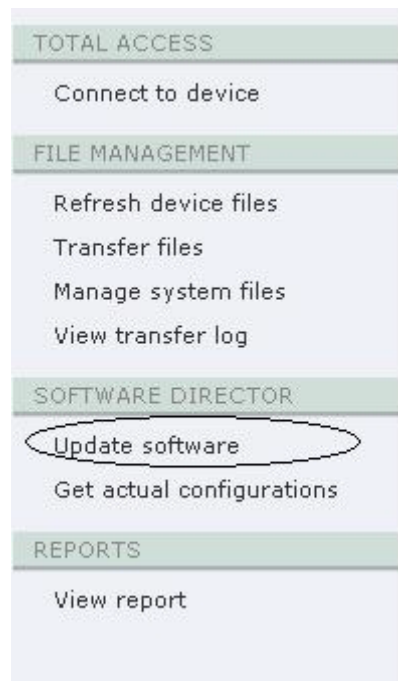 TOTAL ACCESS
Connect to device
FILE MANAGEMENT
Refresh device files
Transfer files
Manage system files
View transfer log
SOFTWARE DIRECTOR
Update software
Get actual configurations
REPORTS
View report